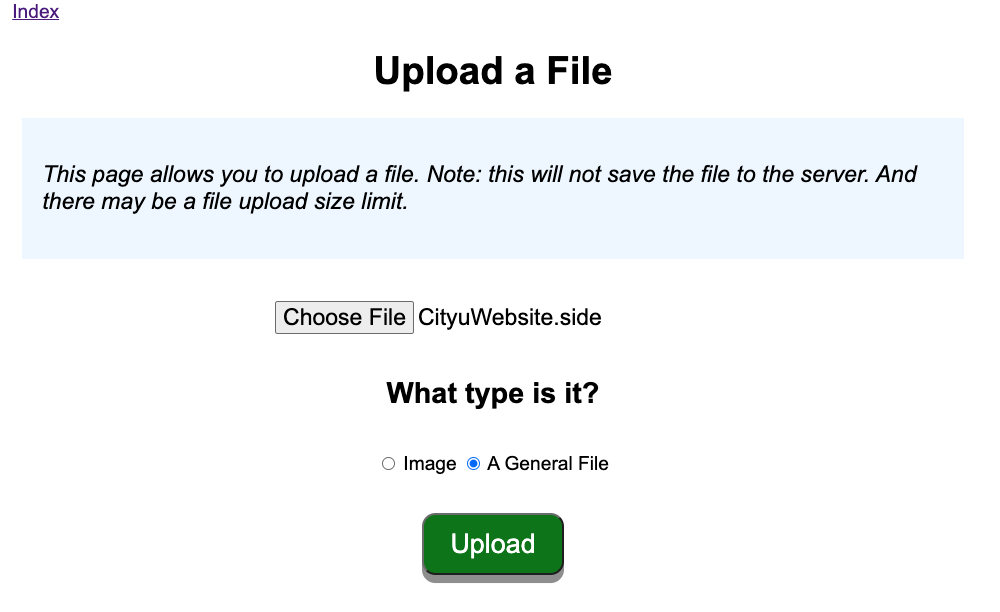 Index
Upload a File
This page allows you to upload a file. Note: this will not save the file to the server. And
there may be a file upload size limit.
Choose File CityuWebsite.side
What type is it?
Image A General File
Upload